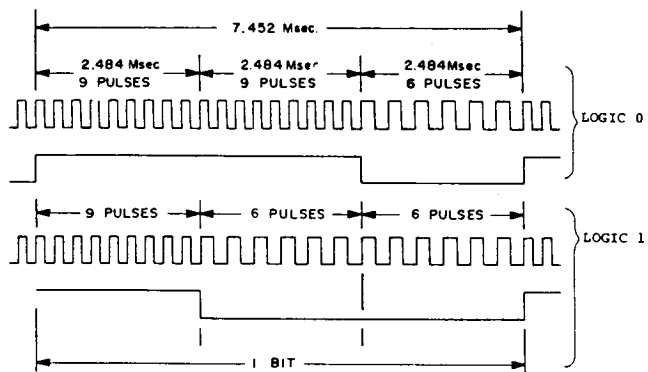 7.452 Msec.
2.484 Msec 2.484 Msec 2.484Msec
9 PULSES 9 PULSES 6 PULSES
LOGIC 0
9 PULSES 6 PULSES 6 PULSES
LOGIC 1
1 BIT